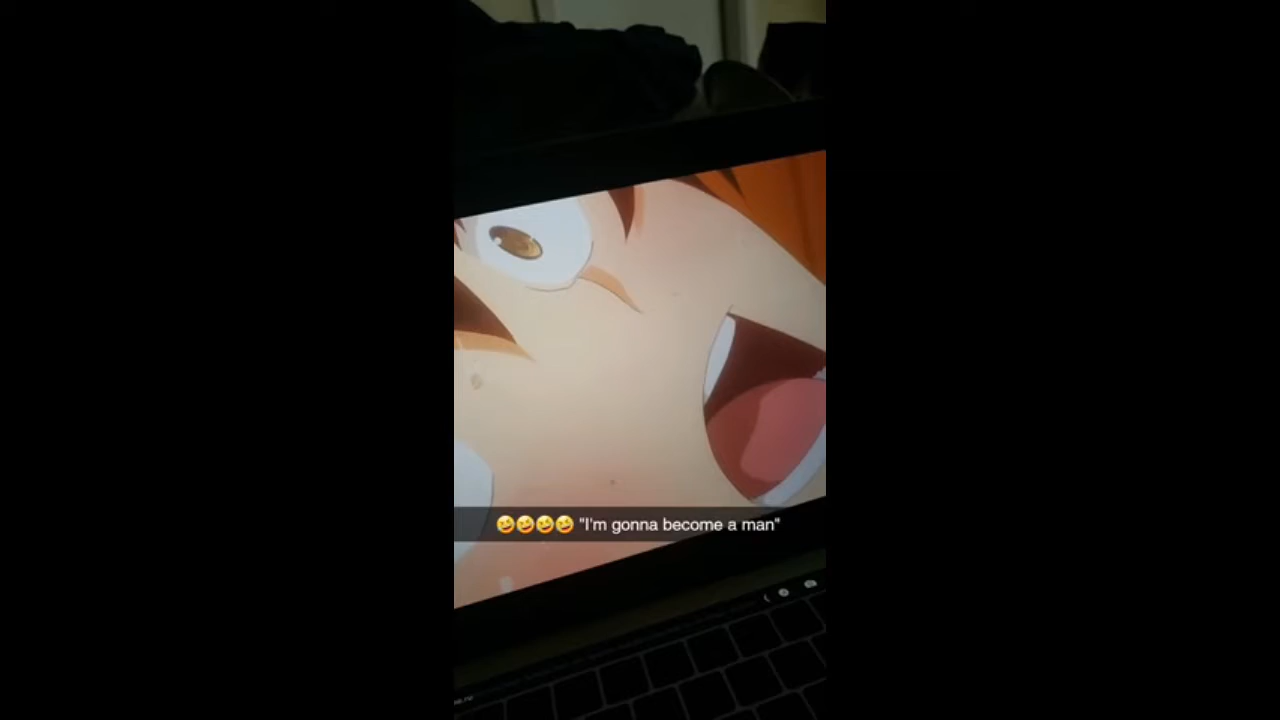 🤣🤣🤣🤣 "I'm gonna become a man"